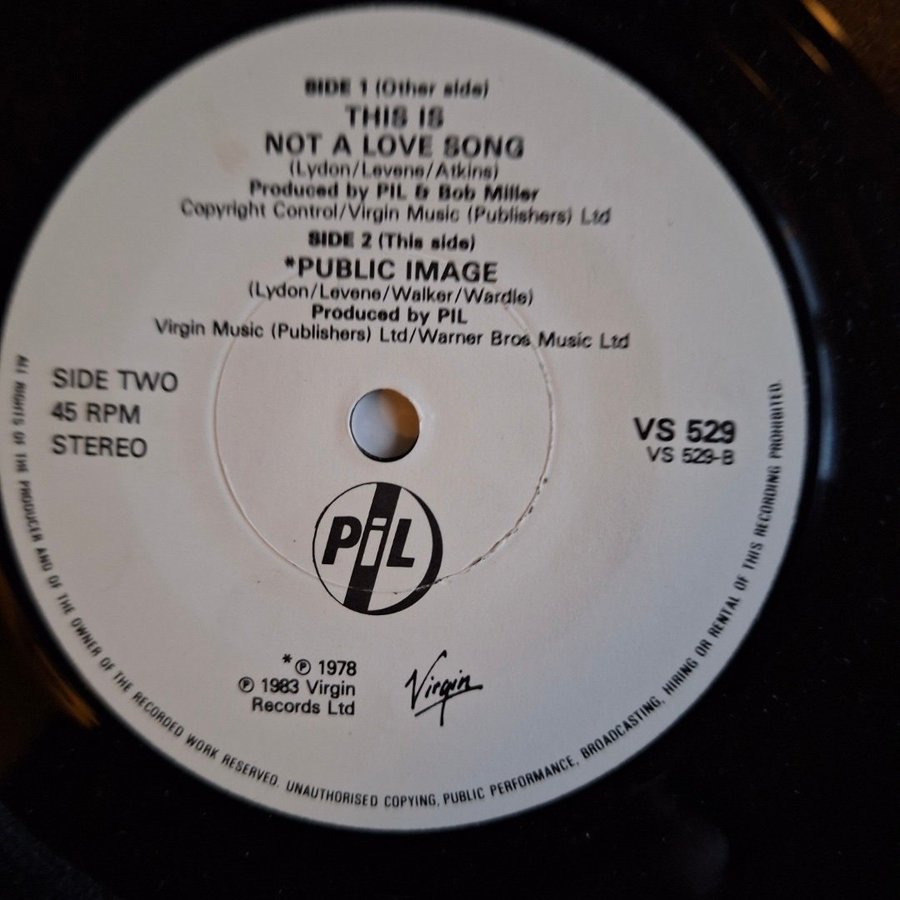 SIDE 1 (Other side)
THIS IS
NOT A LOVE SONG
(Lydon/Levene/Atkins)
Produced by PIL & Bob Miller
Copyright Control/Virgin Music (Publishers) Ltd
SIDE 2 (This side)
*PUBLIC IMAGE
(Lydon/Levene/Walker/Wardle)
Produced by PIL
Virgin Music (Publishers) Ltd/Warner Bros Music Ltd
SIDE TWO
45 RPM
STEREO
VS 529
VS 529-B
PiL
*℗ 1978
℗ 1983 Virgin
Records Ltd
Virgin
ALL RIGHTS OF THE PRODUCER AND OF THE OWNER OF THE RECORDED WORK RESERVED. UNAUTHORISED COPYING, PUBLIC PERFORMANCE, BROADCASTING, HIRING OR RENTAL OF THIS RECORDING PROHIBITED.